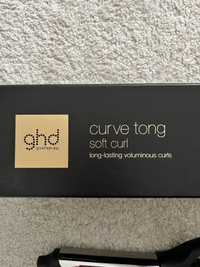 ghd
good hair day
curve tong
soft curl
long-lasting voluminous curls